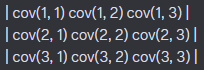 | cov(1, 1) cov(1, 2) cov(1, 3) |
| cov(2, 1) cov(2, 2) cov(2, 3) |
| cov(3, 1) cov(3, 2) cov(3, 3) |